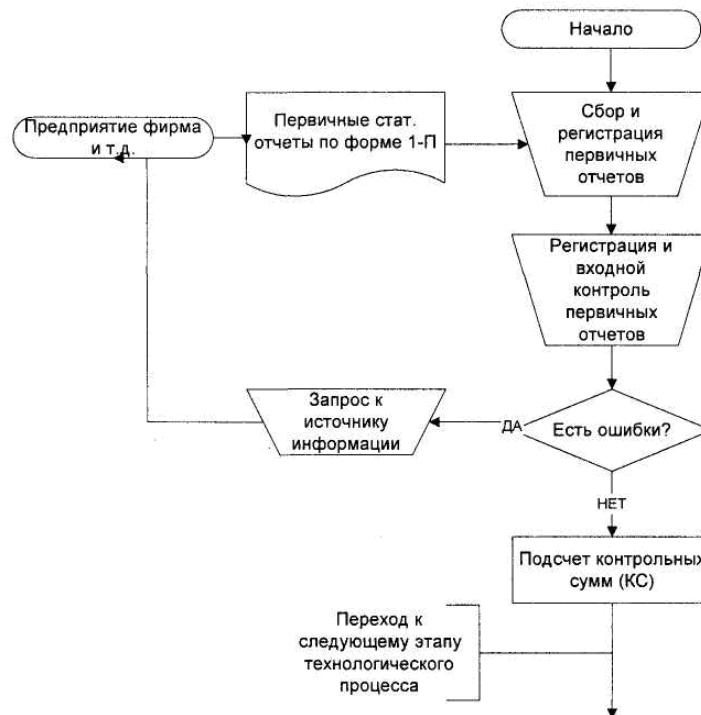 Начало
Предприятие фирма
и т.д.
Первичные стат.
отчеты по форме 1-П
Сбор и
регистрация
первичных
отчетов
Регистрация и
входной
контроль
первичных
отчетов
Запрос к
источнику
информации
ДА
Есть ошибки?
НЕТ
Подсчет контрольных
сумм (КС)
Переход к
следующему этапу
технологического
процесса